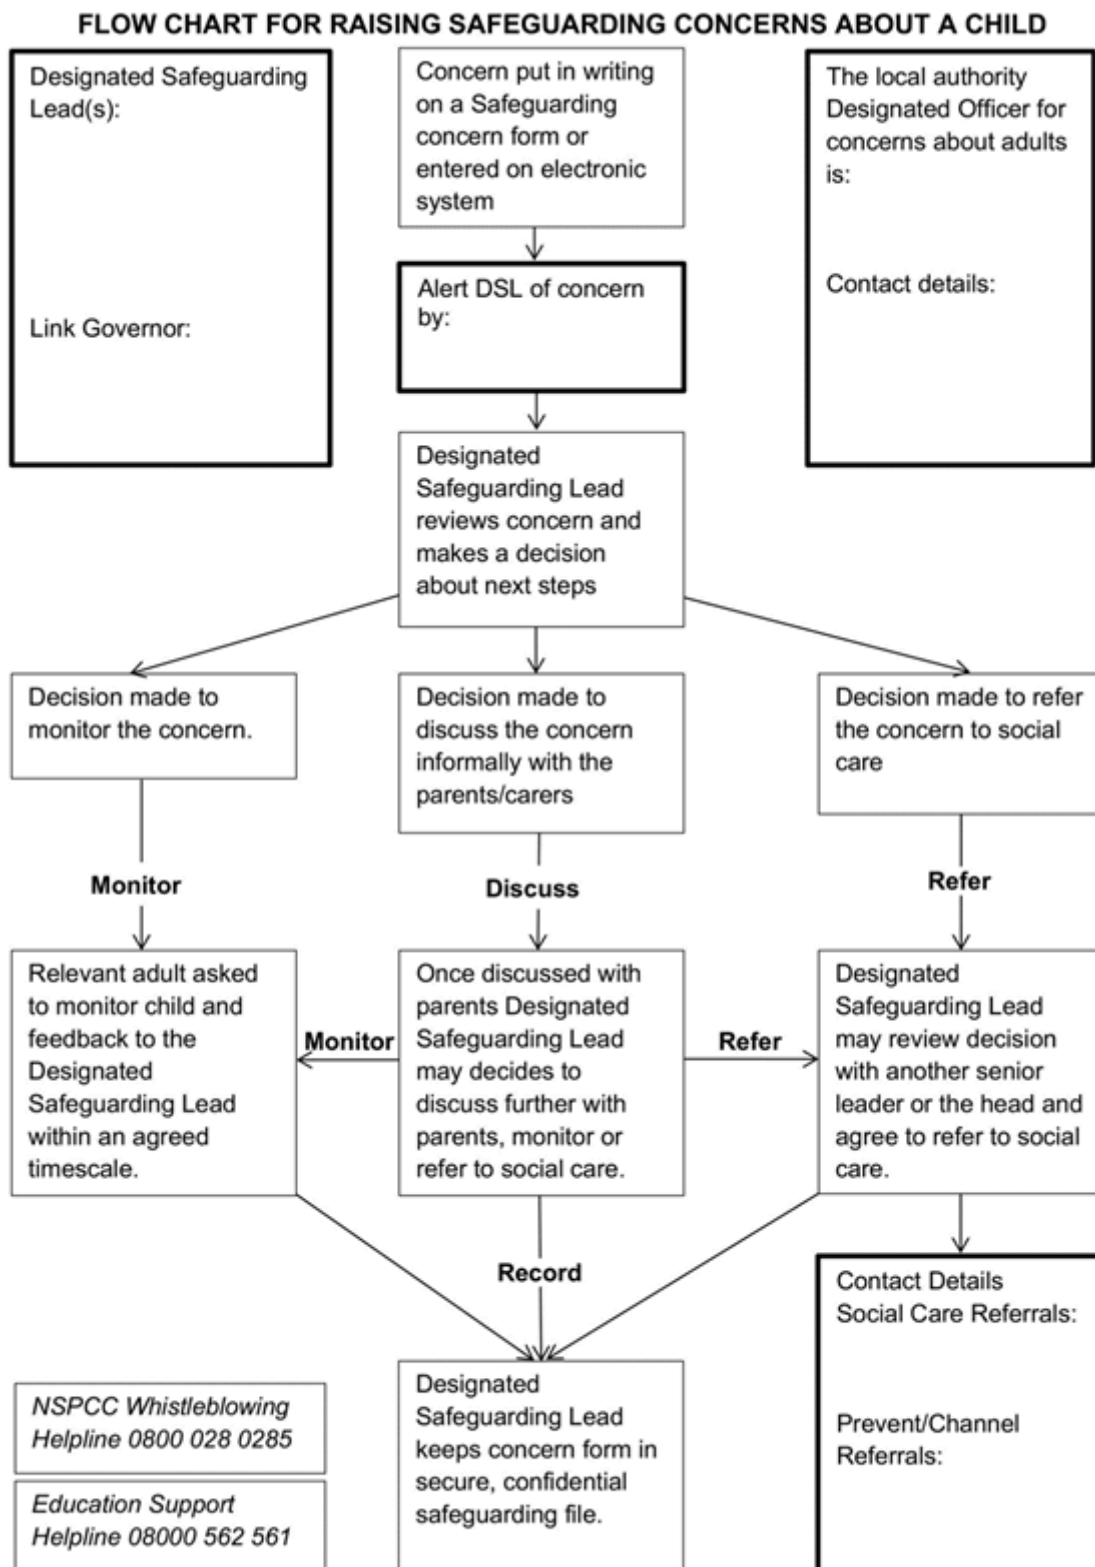 FLOW CHART FOR RAISING SAFEGUARDING CONCERNS ABOUT A CHILD
Designated Safeguarding
Lead(s):
Link Governor:
Concern put in writing
on a Safeguarding
concern form or
entered on electronic
system
The local authority
Designated Officer for
concerns about adults
is:
Contact details:
Alert DSL of concern
by:
Designated
Safeguarding Lead
reviews concern and
makes a decision
about next steps
Decision made to
monitor the concern.
Decision made to
discuss the concern
informally with the
parents/carers
Decision made to refer
the concern to social
care
Monitor
Discuss
Refer
Relevant adult asked
to monitor child and
feedback to the
Designated
Safeguarding Lead
within an agreed
timescale.
Monitor
Once discussed with
parents Designated
Safeguarding Lead
may decides to
discuss further with
parents, monitor or
refer to social care.
Refer
Designated
Safeguarding Lead
may review decision
with another senior
leader or the head and
agree to refer to social
care.
Record
Contact Details
Social Care Referrals:
Prevent/Channel
Referrals:
Designated
Safeguarding Lead
keeps concern form in
secure, confidential
safeguarding file.
NSPCC Whistleblowing
Helpline 0800 028 0285
Education Support
Helpline 08000 562 561